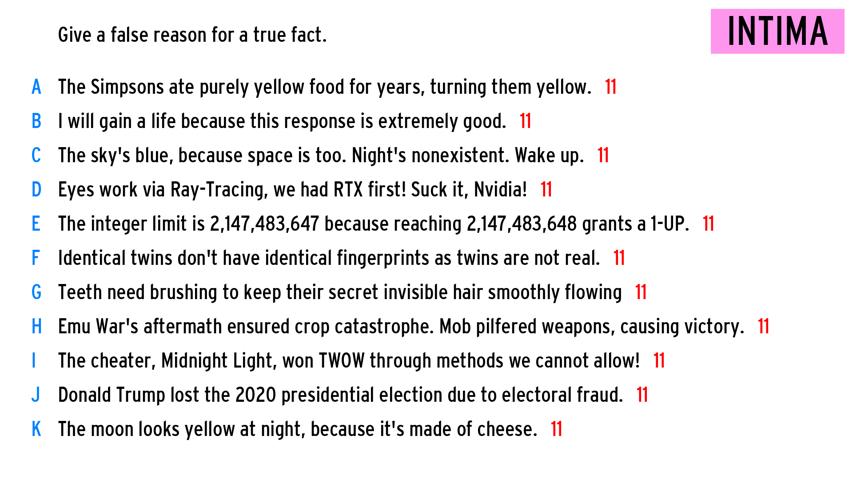 Give a false reason for a true fact.
INTIMA
A The Simpsons ate purely yellow food for years, turning them yellow. 11
B I will gain a life because this response is extremely good. 11
C The sky's blue, because space is too. Night's nonexistent. Wake up. 11
D Eyes work via Ray-Tracing, we had RTX first! Suck it, Nvidia! 11
E The integer limit is 2,147,483,647 because reaching 2,147,483,648 grants a 1-UP. 11
F Identical twins don't have identical fingerprints as twins are not real. 11
G Teeth need brushing to keep their secret invisible hair smoothly flowing 11
H Emu War's aftermath ensured crop catastrophe. Mob pilfered weapons, causing victory. 11
I The cheater, Midnight Light, won TWOW through methods we cannot allow! 11
J Donald Trump lost the 2020 presidential election due to electoral fraud. 11
K The moon looks yellow at night, because it's made of cheese. 11